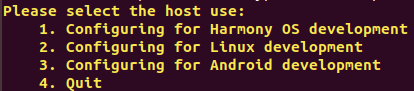 Please select the host use:
1. Configuring for Harmony OS development
2. Configuring for Linux development
3. Configuring for Android development
4. Quit